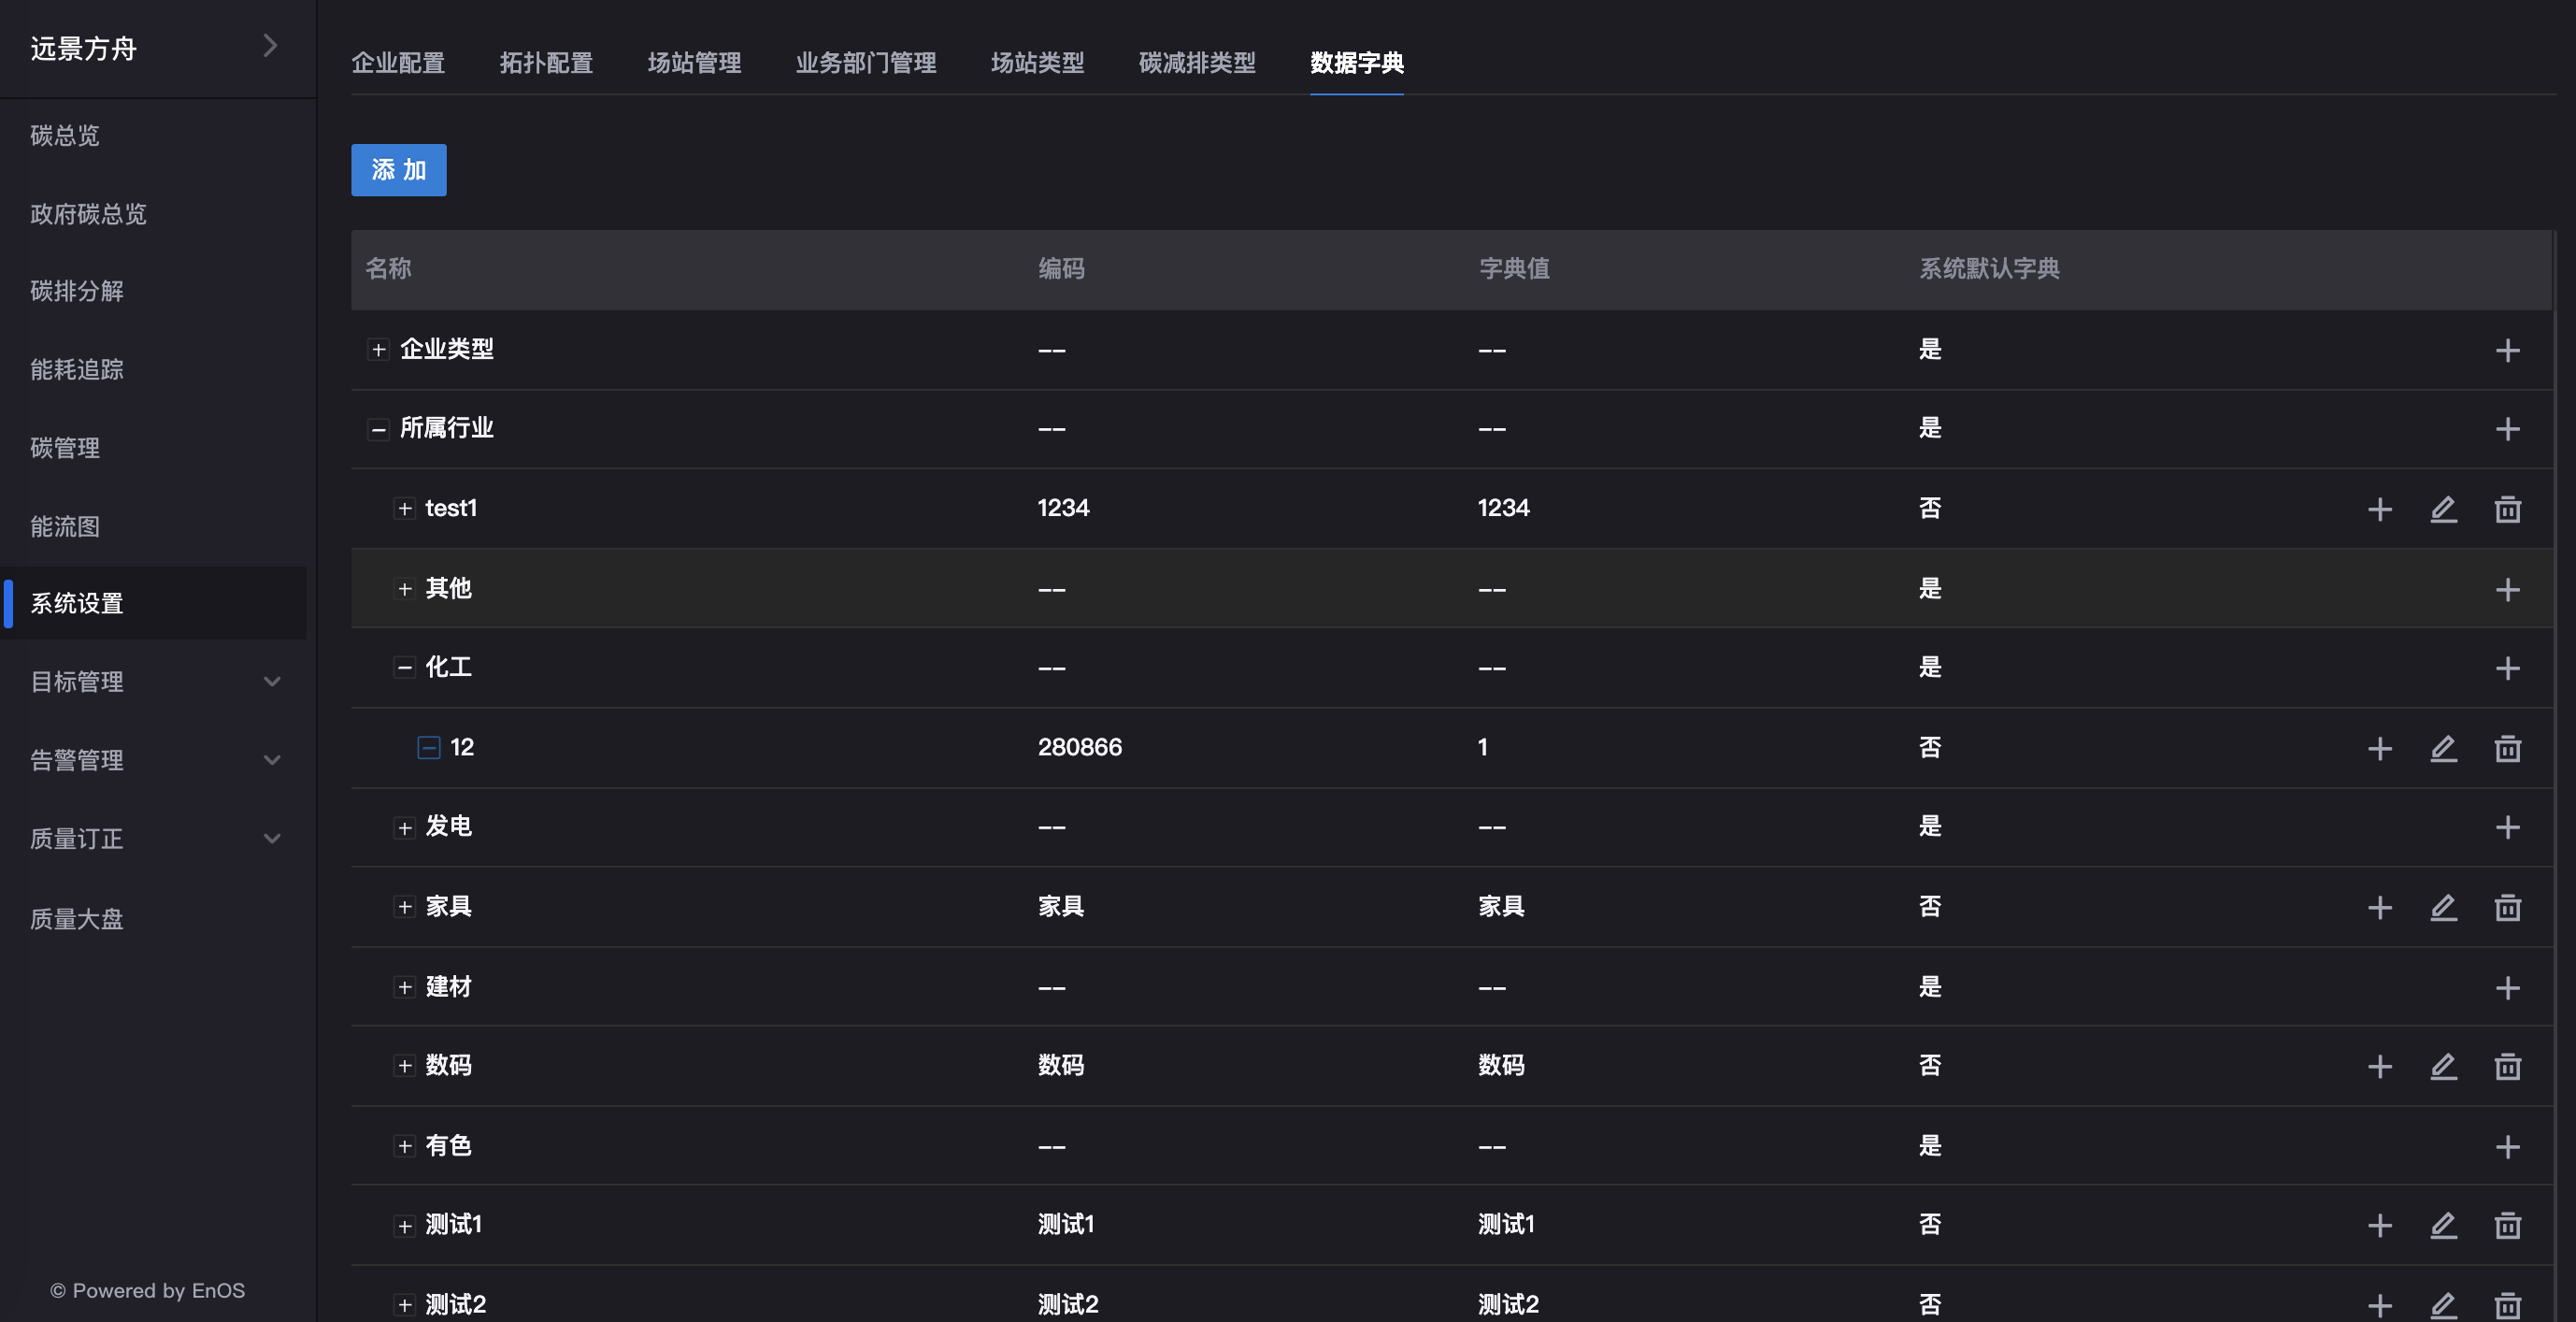 远景方舟
碳总览
政府碳总览
碳排分解
能耗追踪
碳管理
能流图
系统设置
目标管理
告警管理
质量订正
质量大盘
© Powered by EnOS
企业配置 拓扑配置 场站管理 业务部门管理 场站类型 碳减排类型 数据字典
添 加
名称 编码 字典值 系统默认字典
企业类型 -- -- 是
所属行业 -- -- 是
test1 1234 1234 否
其他 -- -- 是
化工 -- -- 是
12 280866 1 否
发电 -- -- 是
家具 家具 家具 否
建材 -- -- 是
数码 数码 数码 否
有色 -- -- 是
测试1 测试1 测试1 否
测试2 测试2 测试2 否